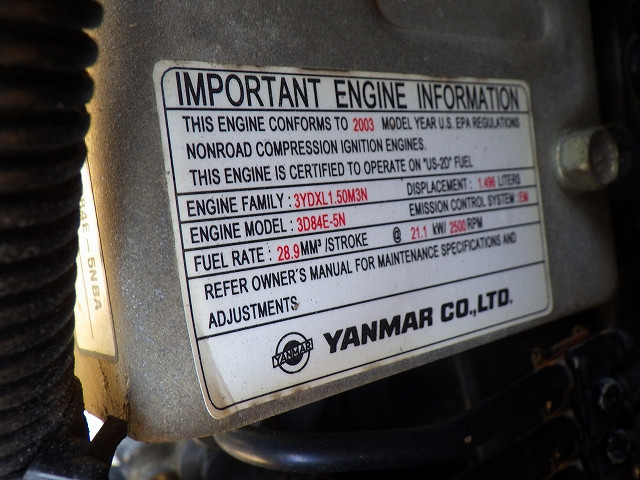 IMPORTANT ENGINE INFORMATION
THIS ENGINE CONFORMS TO 2003 MODEL YEAR U.S. EPA REGULATIONS
NONROAD COMPRESSION IGNITION ENGINES.
THIS ENGINE IS CERTIFIED TO OPERATE ON "US-2D" FUEL
ENGINE FAMILY : 3YDXL1.50M3N DISPLACEMENT : 1.496 LITERS
ENGINE MODEL : 3D84E-5N EMISSION CONTROL SYSTEM : EM
FUEL RATE : 28.9 MM³ /STROKE @ 21.1 kW/ 2500 RPM
REFER OWNER'S MANUAL FOR MAINTENANCE SPECIFICATIONS AND
ADJUSTMENTS
YANMAR YANMAR CO.,LTD.
84E-5NBA